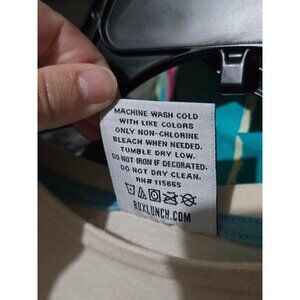 MACHINE WASH COLD
WITH LIKE COLORS
ONLY NON-CHLORINE
BLEACH WHEN NEEDED.
TUMBLE DRY LOW.
DO NOT IRON IF DECORATED.
DO NOT DRY CLEAN.
RN# 115665
BOXLUNCH.COM